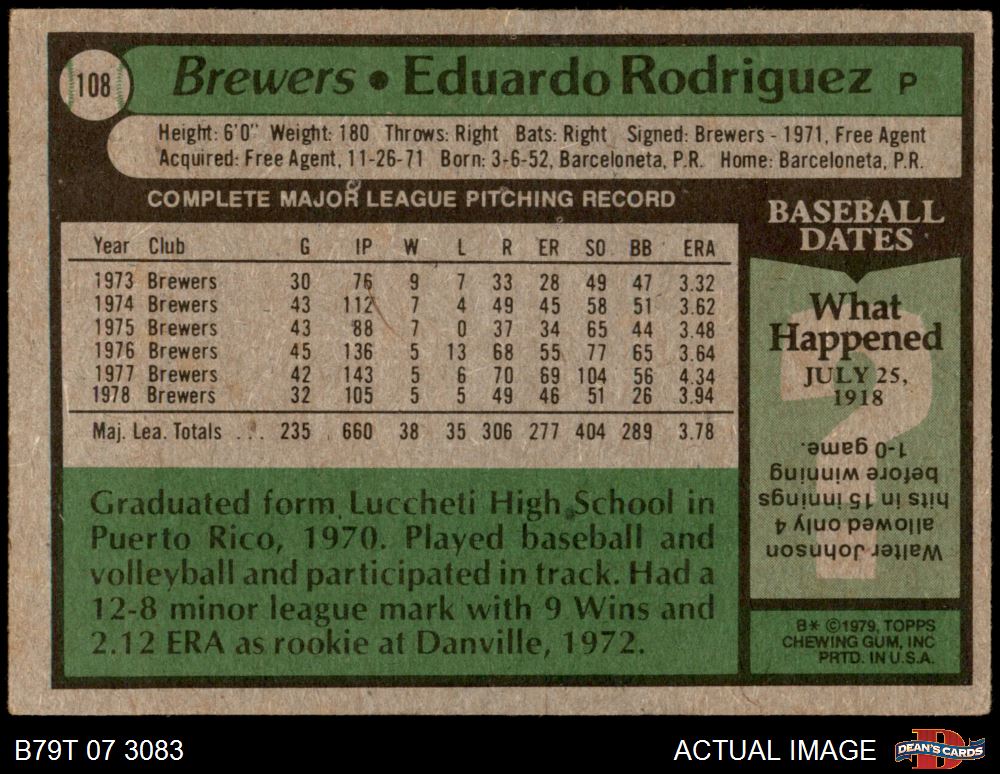 108
Brewers • Eduardo Rodriguez P
Height: 6'0" Weight: 180 Throws: Right Bats: Right Signed: Brewers - 1971, Free Agent
Acquired: Free Agent, 11-26-71 Born: 3-6-52, Barceloneta, P.R. Home: Barceloneta, P.R.
COMPLETE MAJOR LEAGUE PITCHING RECORD
Year Club G IP W L R ER SO BB ERA
1973 Brewers 30 76 9 7 33 28 49 47 3.32
1974 Brewers 43 112 7 4 49 45 58 51 3.62
1975 Brewers 43 88 7 0 37 34 65 44 3.48
1976 Brewers 45 136 5 13 68 55 77 65 3.64
1977 Brewers 42 143 5 6 70 69 104 56 4.34
1978 Brewers 32 105 5 5 49 46 51 26 3.94
Maj. Lea. Totals ... 235 660 38 35 306 277 404 289 3.78
Graduated form Luccheti High School in
Puerto Rico, 1970. Played baseball and
volleyball and participated in track. Had a
12-8 minor league mark with 9 Wins and
2.12 ERA as rookie at Danville, 1972.
BASEBALL
DATES
What
Happened
JULY 25,
1918
?
Walter Johnson
allowed only 4
hits in 15 innings
before winning
1-0 game.
B* ©1979, TOPPS
CHEWING GUM, INC
PRTD. IN U.S.A.
B79T 07 3083
ACTUAL IMAGE
D
DEAN'S CARDS